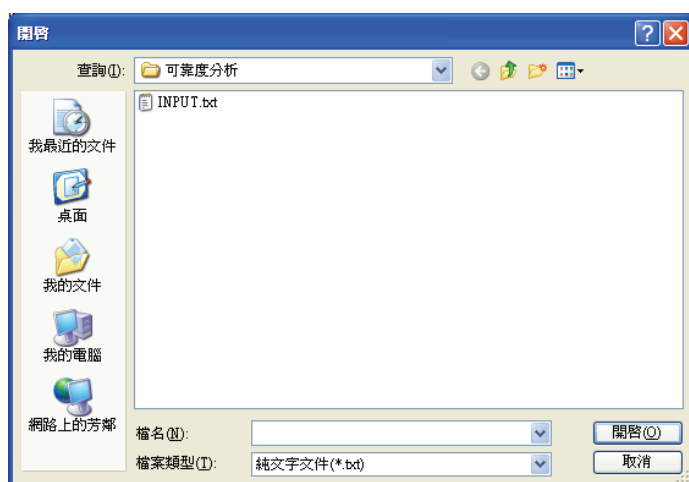 開啓
查詢(I): 可靠度分析
INPUT.txt
我最近的文件
桌面
我的文件
我的電腦
網路上的芳鄰
檔名(N): 開啓(O)
檔案類型(T): 純文字文件(*.txt) 取消